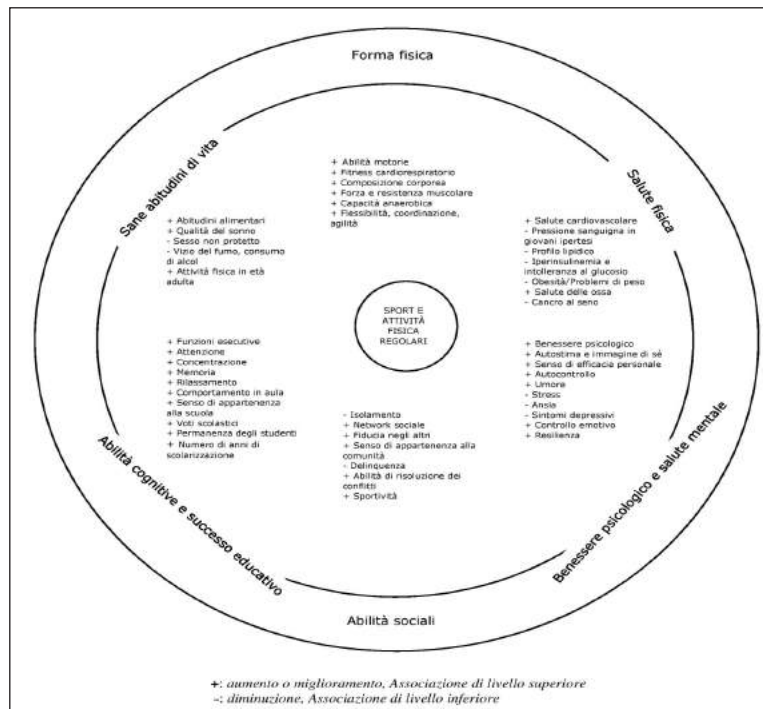 Forma fisica
Sane abitudini di vita
Salute fisica
+ Abilità motorie
+ Fitness cardiorespiratorio
+ Composizione corporea
+ Forza e resistenza muscolare
+ Capacità anaerobica
+ Flessibilità, coordinazione,
agilità
+ Abitudini alimentari
+ Qualità del sonno
- Sesso non protetto
- Vizio del fumo, consumo
di alcol
+ Attività fisica in età
adulta
+ Salute cardiovascolare
- Pressione sanguigna in
giovani ipertesi
- Profilo lipidico
- Iperinsulinemia e
intolleranza al glucosio
- Obesità/Problemi di peso
+ Salute delle ossa
- Cancro al seno
SPORT E
ATTIVITÀ
FISICA
REGOLARI
+ Funzioni esecutive
+ Attenzione
+ Concentrazione
+ Memoria
+ Rilassamento
+ Comportamento in aula
+ Senso di appartenenza
alla scuola
+ Voti scolastici
+ Permanenza degli studenti
+ Numero di anni di
scolarizzazione
- Isolamento
+ Network sociale
+ Fiducia negli altri
+ Senso di appartenenza alla
comunità
- Delinquenza
+ Abilità di risoluzione dei
conflitti
+ Sportività
+ Benessere psicologico
+ Autostima e immagine di sé
+ Senso di efficacia personale
+ Autocontrollo
+ Umore
- Stress
- Ansia
- Sintomi depressivi
+ Controllo emotivo
+ Resilienza
Abilità cognitive e successo educativo
Benessere psicologico e salute mentale
Abilità sociali
+: aumento o miglioramento, Associazione di livello superiore
-: diminuzione, Associazione di livello inferiore